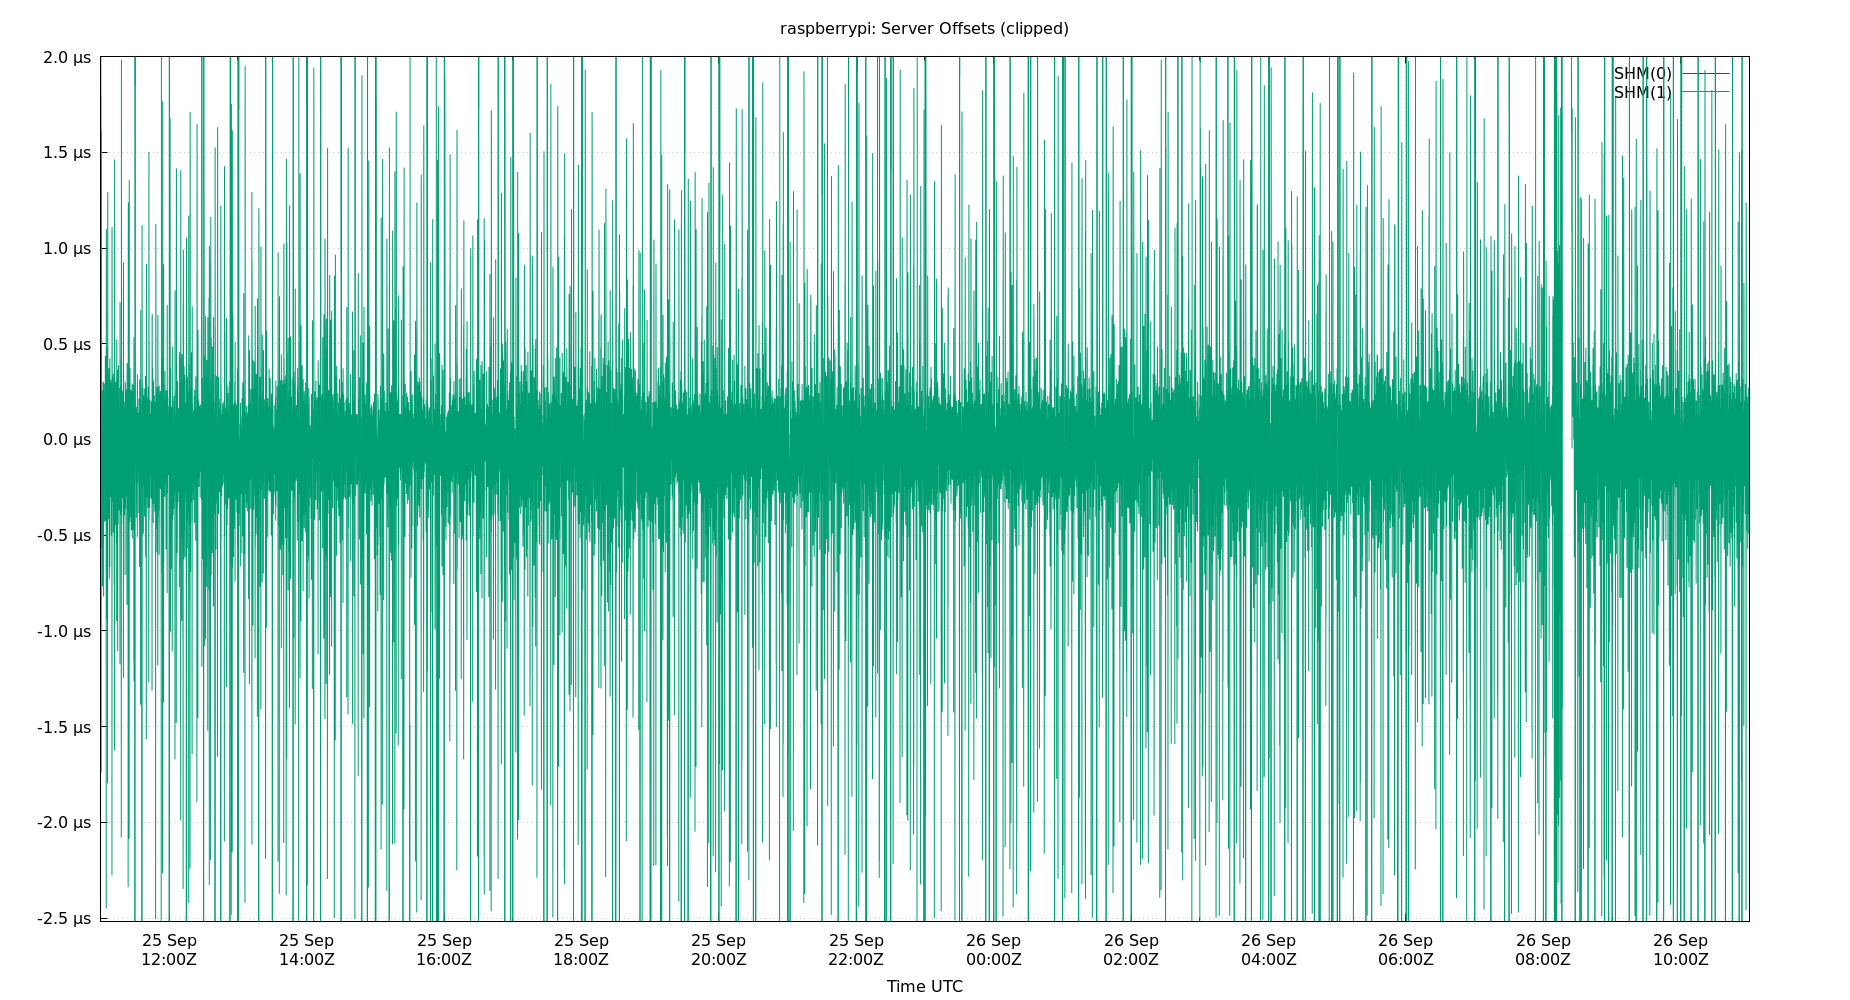 raspberrypi: Server Offsets (clipped)
2.0 μs
1.5 μs
1.0 μs
0.5 μs
0.0 μs
-0.5 μs
-1.0 μs
-1.5 μs
-2.0 μs
-2.5 μs
SHM(0)
SHM(1)
25 Sep 25 Sep 25 Sep 25 Sep 25 Sep 25 Sep 26 Sep 26 Sep 26 Sep 26 Sep 26 Sep 26 Sep
12:00Z 14:00Z 16:00Z 18:00Z 20:00Z 22:00Z 00:00Z 02:00Z 04:00Z 06:00Z 08:00Z 10:00Z
Time UTC